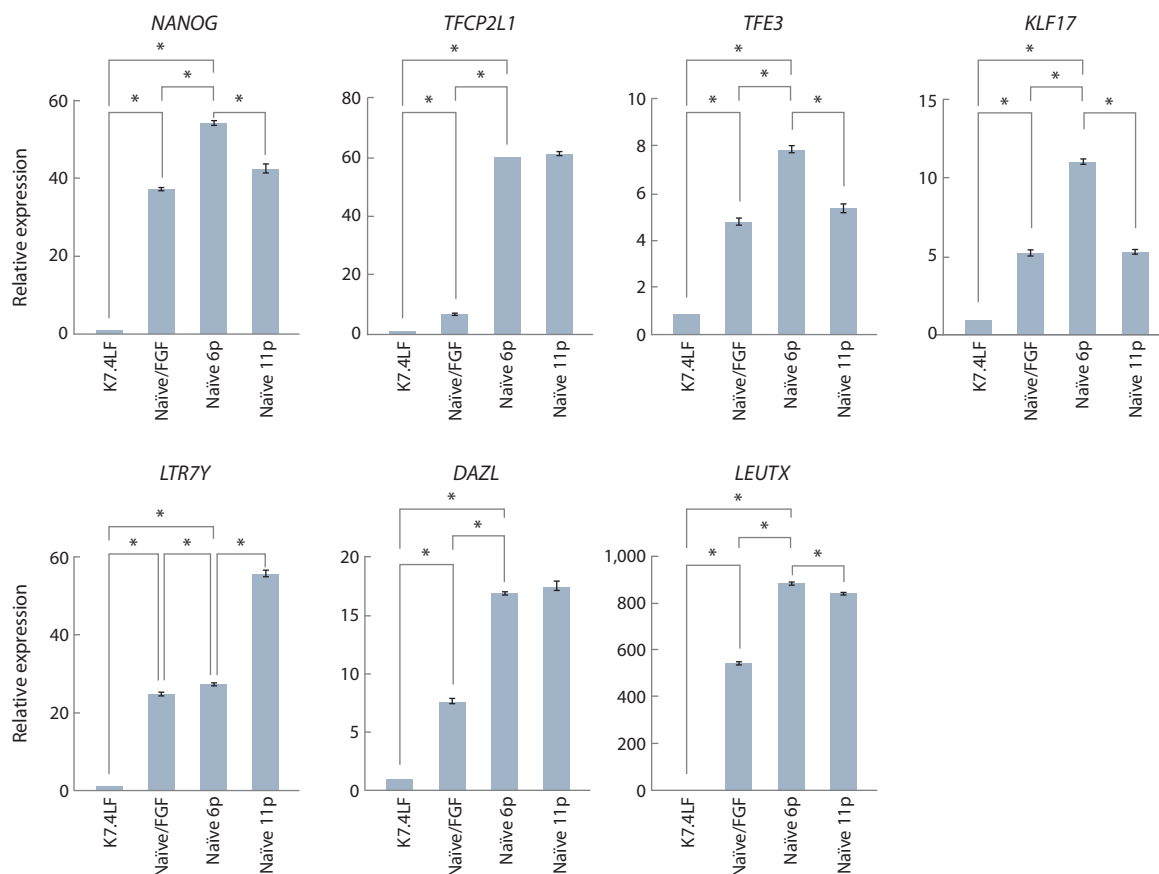 NANOG
TFCP2L1
TFE3
KLF17
* * * *
* * * *
* * * * * * *
Relative expression
60
40
20
0
80
60
40
20
0
10
8
6
4
2
0
15
10
5
0
K7.4LF
Naïve/FGF
Naïve 6p
Naïve 11p
K7.4LF
Naïve/FGF
Naïve 6p
Naïve 11p
K7.4LF
Naïve/FGF
Naïve 6p
Naïve 11p
K7.4LF
Naïve/FGF
Naïve 6p
Naïve 11p
LTR7Y
DAZL
LEUTX
* * *
* * * * *
* * *
Relative expression
60
40
20
0
20
15
10
5
0
1,000
800
600
400
200
0
K7.4LF
Naïve/FGF
Naïve 6p
Naïve 11p
K7.4LF
Naïve/FGF
Naïve 6p
Naïve 11p
K7.4LF
Naïve/FGF
Naïve 6p
Naïve 11p